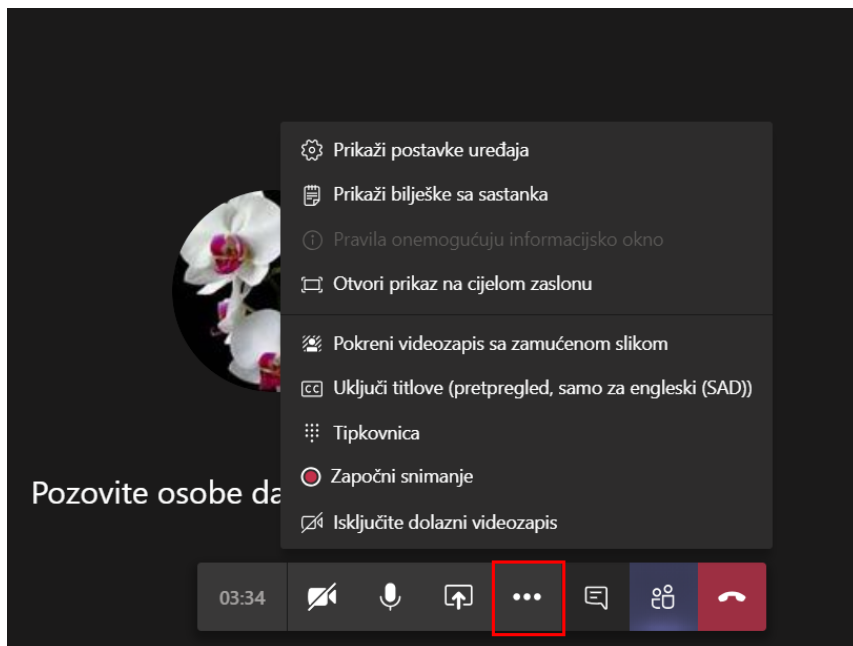 Prikaži postavke uređaja
Prikaži bilješke sa sastanka
Pravila onemogućuju informacijsko okno
Otvori prikaz na cijelom zaslonu
Pokreni videozapis sa zamućenom slikom
CC Uključi titlove (pretpregled, samo za engleski (SAD))
Tipkovnica
Započni snimanje
Isključite dolazni videozapis
Pozovite osobe da
03:34